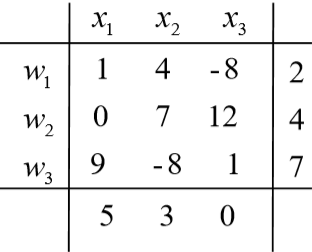 x₁ x₂ x₃
w₁ 1 4 -8 2
w₂ 0 7 12 4
w₃ 9 -8 1 7
5 3 0